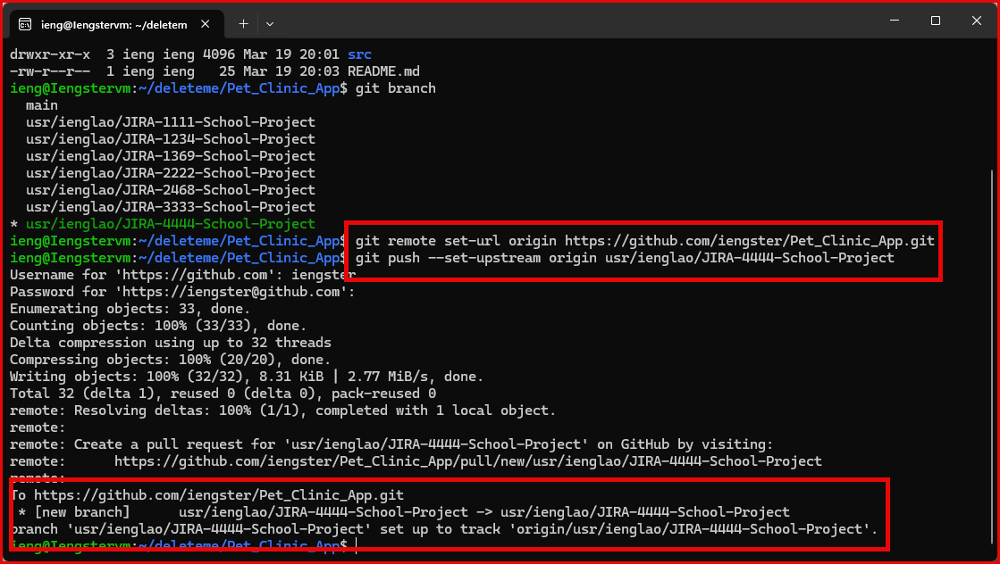 ieng@Iengstervm: ~/deletem
drwxr-xr-x  3 ieng ieng 4096 Mar 19 20:01 src
-rw-r--r--  1 ieng ieng   25 Mar 19 20:03 README.md
ieng@Iengstervm:~/deleteme/Pet_Clinic_App$ git branch
  main
  usr/ienglao/JIRA-1111-School-Project
  usr/ienglao/JIRA-1234-School-Project
  usr/ienglao/JIRA-1369-School-Project
  usr/ienglao/JIRA-2222-School-Project
  usr/ienglao/JIRA-2468-School-Project
  usr/ienglao/JIRA-3333-School-Project
* usr/ienglao/JIRA-4444-School-Project
ieng@Iengstervm:~/deleteme/Pet_Clinic_App$ git remote set-url origin https://github.com/iengster/Pet_Clinic_App.git
ieng@Iengstervm:~/deleteme/Pet_Clinic_App$ git push --set-upstream origin usr/ienglao/JIRA-4444-School-Project
Username for 'https://github.com': iengster
Password for 'https://iengster@github.com':
Enumerating objects: 33, done.
Counting objects: 100% (33/33), done.
Delta compression using up to 32 threads
Compressing objects: 100% (20/20), done.
Writing objects: 100% (32/32), 8.31 KiB | 2.77 MiB/s, done.
Total 32 (delta 1), reused 0 (delta 0), pack-reused 0
remote: Resolving deltas: 100% (1/1), completed with 1 local object.
remote:
remote: Create a pull request for 'usr/ienglao/JIRA-4444-School-Project' on GitHub by visiting:
remote:      https://github.com/iengster/Pet_Clinic_App/pull/new/usr/ienglao/JIRA-4444-School-Project
remote:
To https://github.com/iengster/Pet_Clinic_App.git
 * [new branch]      usr/ienglao/JIRA-4444-School-Project -> usr/ienglao/JIRA-4444-School-Project
branch 'usr/ienglao/JIRA-4444-School-Project' set up to track 'origin/usr/ienglao/JIRA-4444-School-Project'.
ieng@Iengstervm:~/deleteme/Pet_Clinic_App$